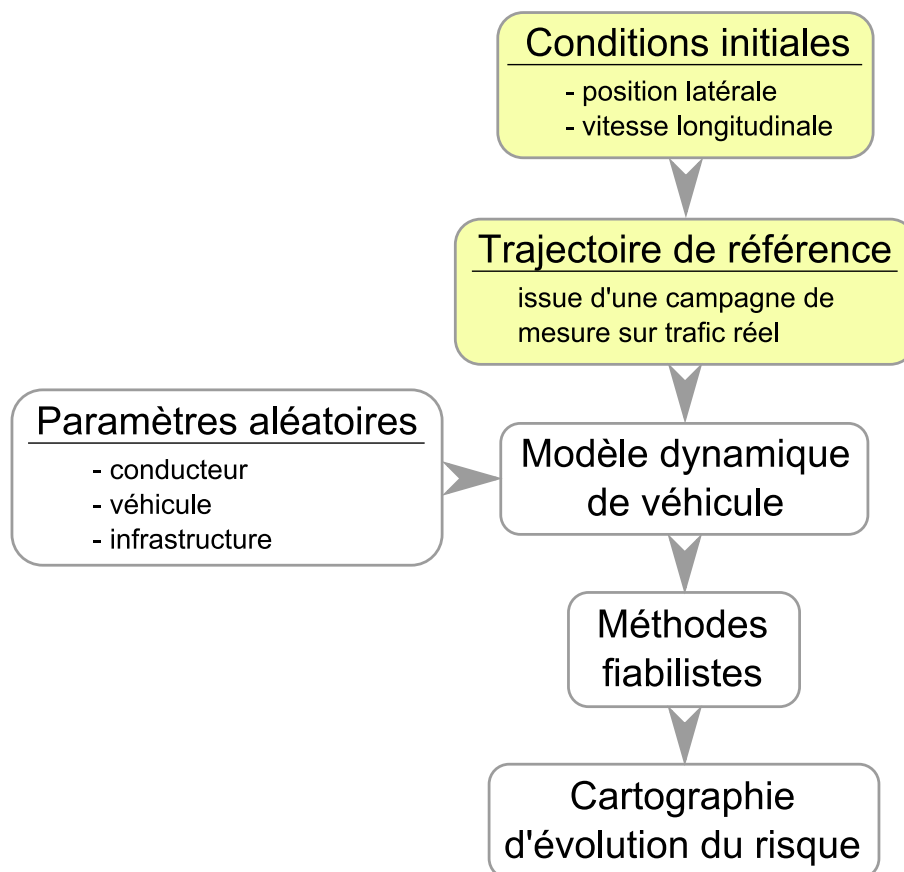 Conditions initiales
- position latérale
- vitesse longitudinale
Trajectoire de référence
issue d'une campagne de
mesure sur trafic réel
Paramètres aléatoires
- conducteur
- véhicule
- infrastructure
Modèle dynamique
de véhicule
Méthodes
fiabilistes
Cartographie
d'évolution du risque